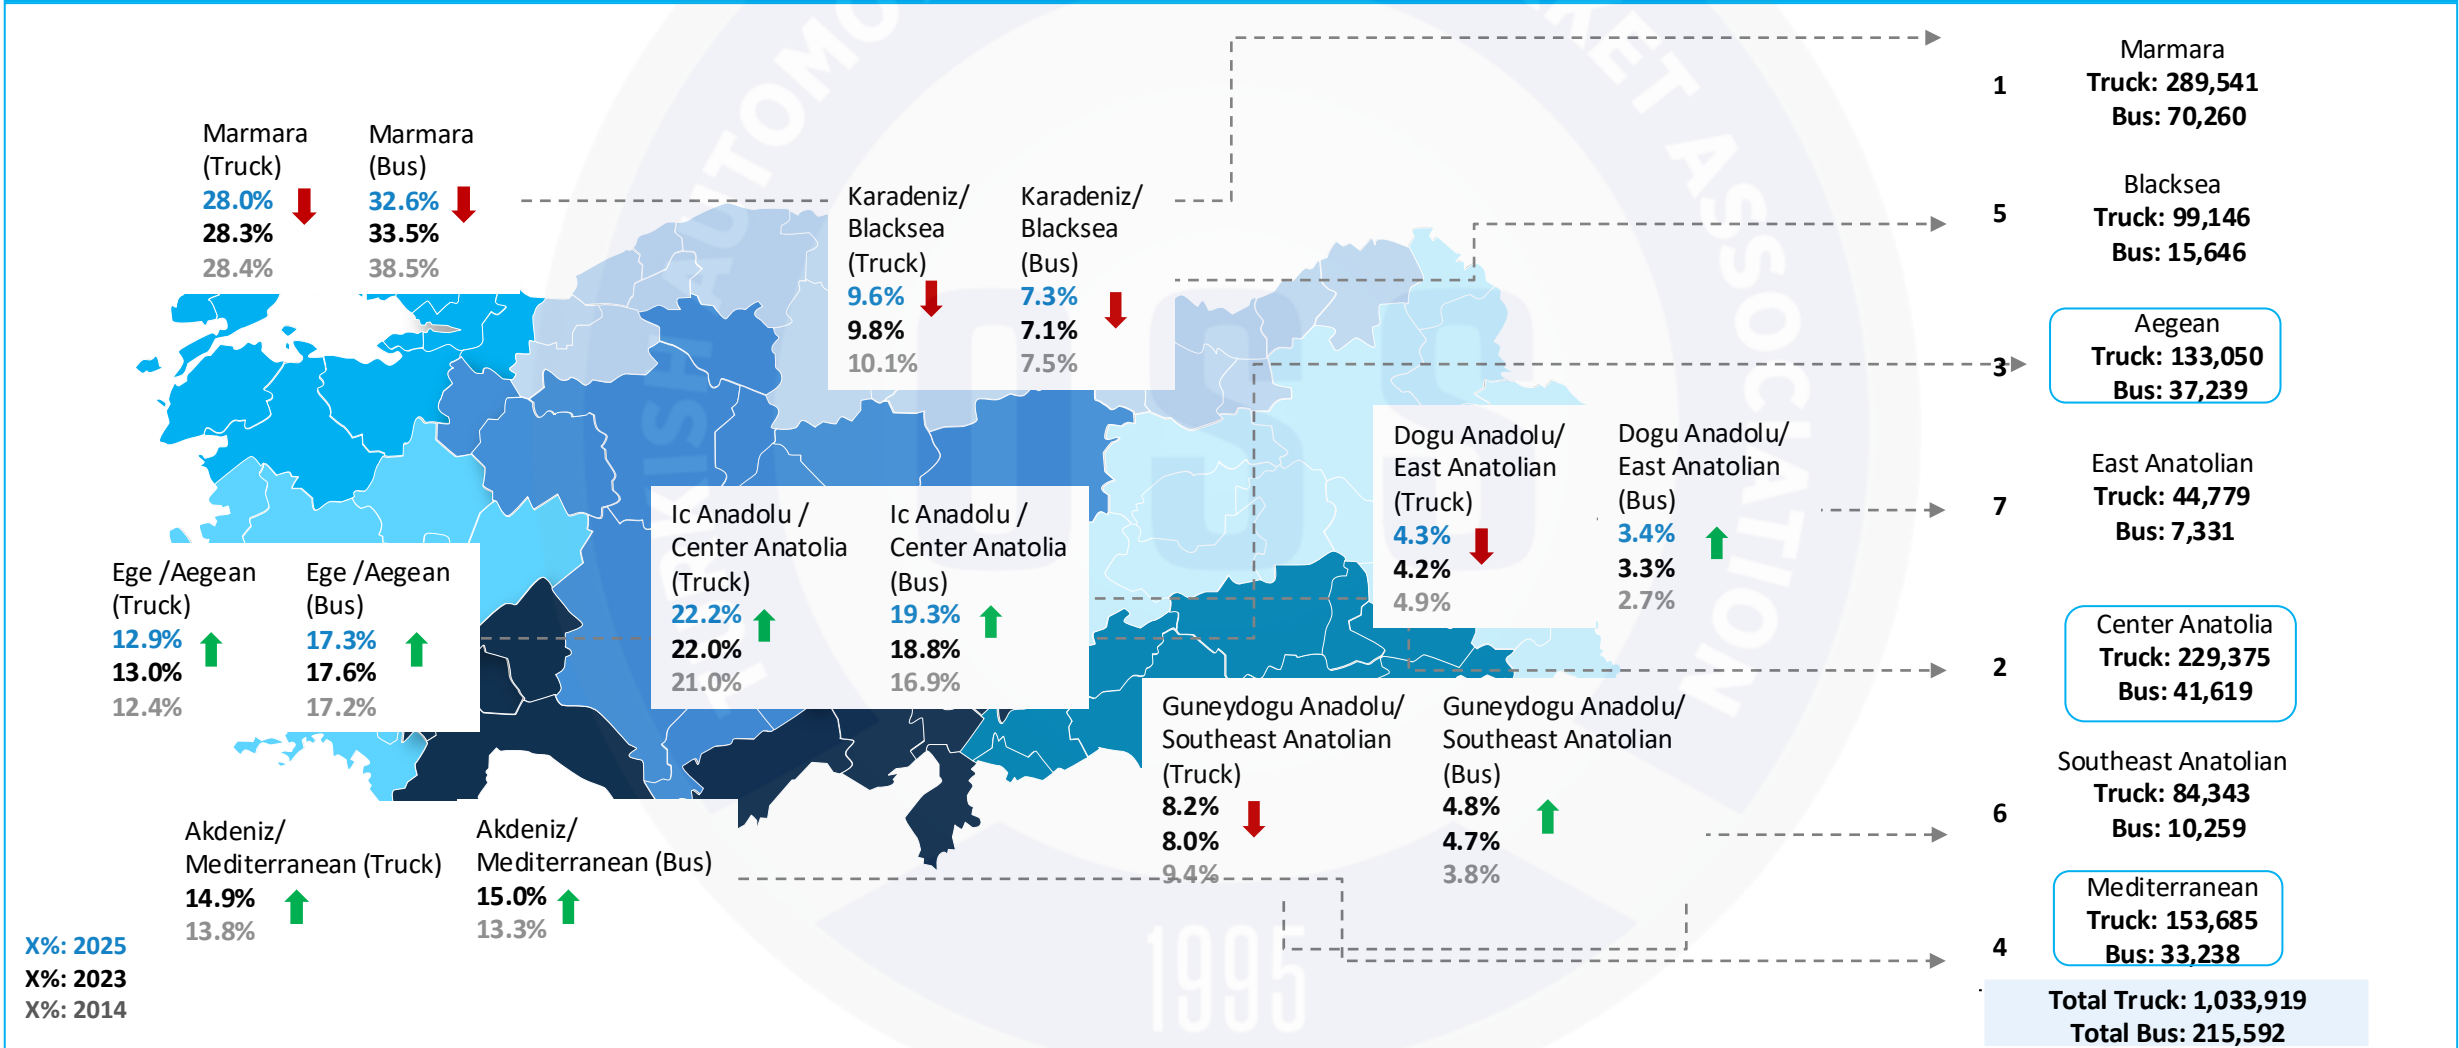 Marmara
(Truck)
28.0%
28.3%
28.4%
Marmara
(Bus)
32.6%
33.5%
38.5%
Karadeniz/
Blacksea
(Truck)
9.6%
9.8%
10.1%
Karadeniz/
Blacksea
(Bus)
7.3%
7.1%
7.5%
Ege /Aegean
(Truck)
12.9%
13.0%
12.4%
Ege /Aegean
(Bus)
17.3%
17.6%
17.2%
Ic Anadolu /
Center Anatolia
(Truck)
22.2%
22.0%
21.0%
Ic Anadolu /
Center Anatolia
(Bus)
19.3%
18.8%
16.9%
Dogu Anadolu/
East Anatolian
(Truck)
4.3%
4.2%
4.9%
Dogu Anadolu/
East Anatolian
(Bus)
3.4%
3.3%
2.7%
Guneydogu Anadolu/
Southeast Anatolian
(Truck)
8.2%
8.0%
9.4%
Guneydogu Anadolu/
Southeast Anatolian
(Bus)
4.8%
4.7%
3.8%
Akdeniz/
Mediterranean (Truck)
14.9%
13.8%
Akdeniz/
Mediterranean (Bus)
15.0%
13.3%
X%: 2025
X%: 2023
X%: 2014
1
Marmara
Truck: 289,541
Bus: 70,260
5
Blacksea
Truck: 99,146
Bus: 15,646
3
Aegean
Truck: 133,050
Bus: 37,239
7
East Anatolian
Truck: 44,779
Bus: 7,331
2
Center Anatolia
Truck: 229,375
Bus: 41,619
6
Southeast Anatolian
Truck: 84,343
Bus: 10,259
4
Mediterranean
Truck: 153,685
Bus: 33,238
Total Truck: 1,033,919
Total Bus: 215,592
OSS
1995